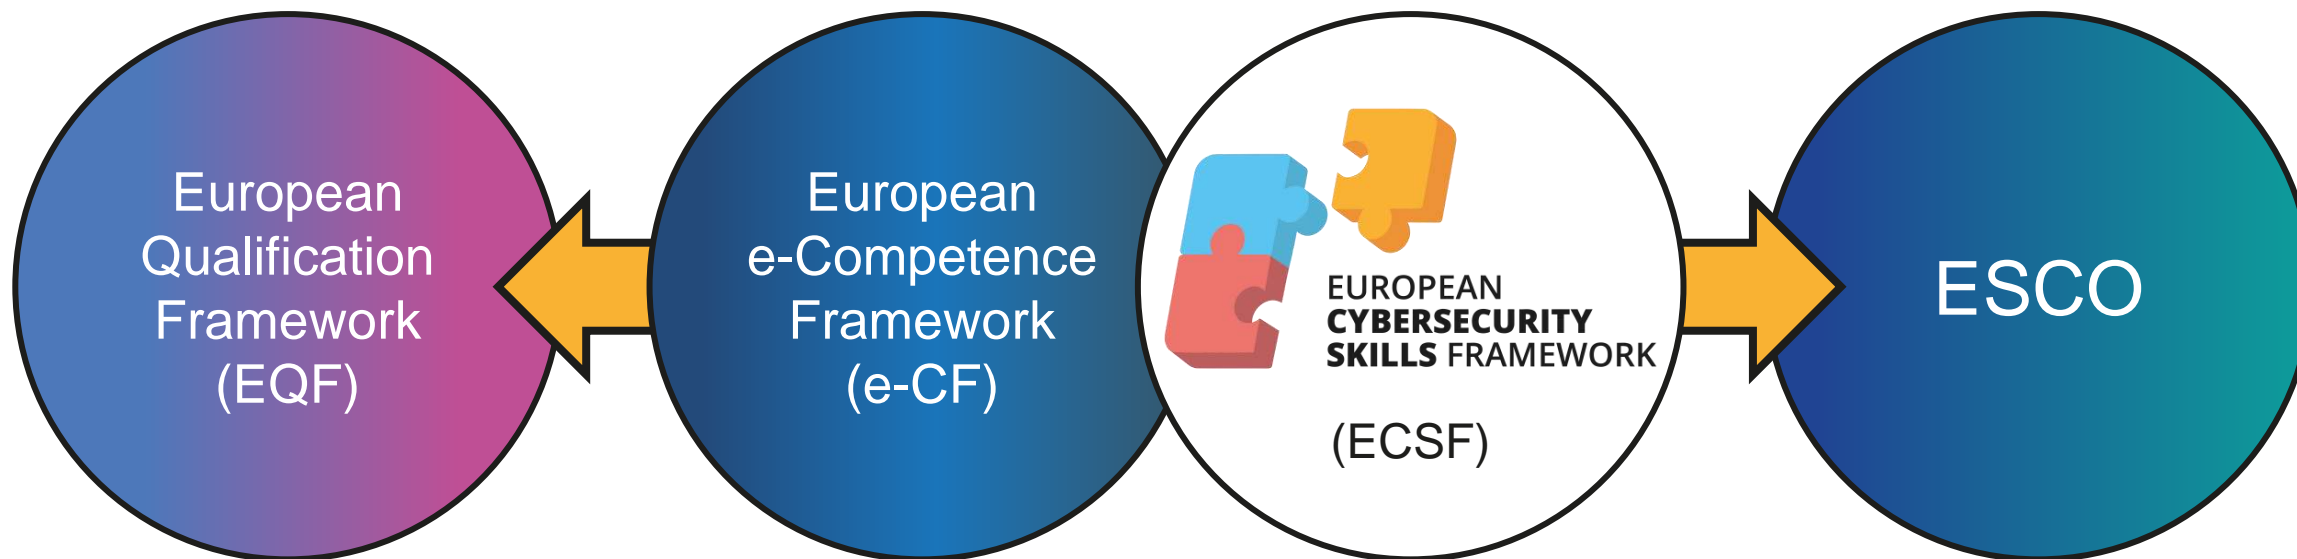 European
Qualification
Framework
(EQF)
European
e-Competence
Framework
(e-CF)
EUROPEAN
CYBERSECURITY
SKILLS FRAMEWORK
(ECSF)
ESCO